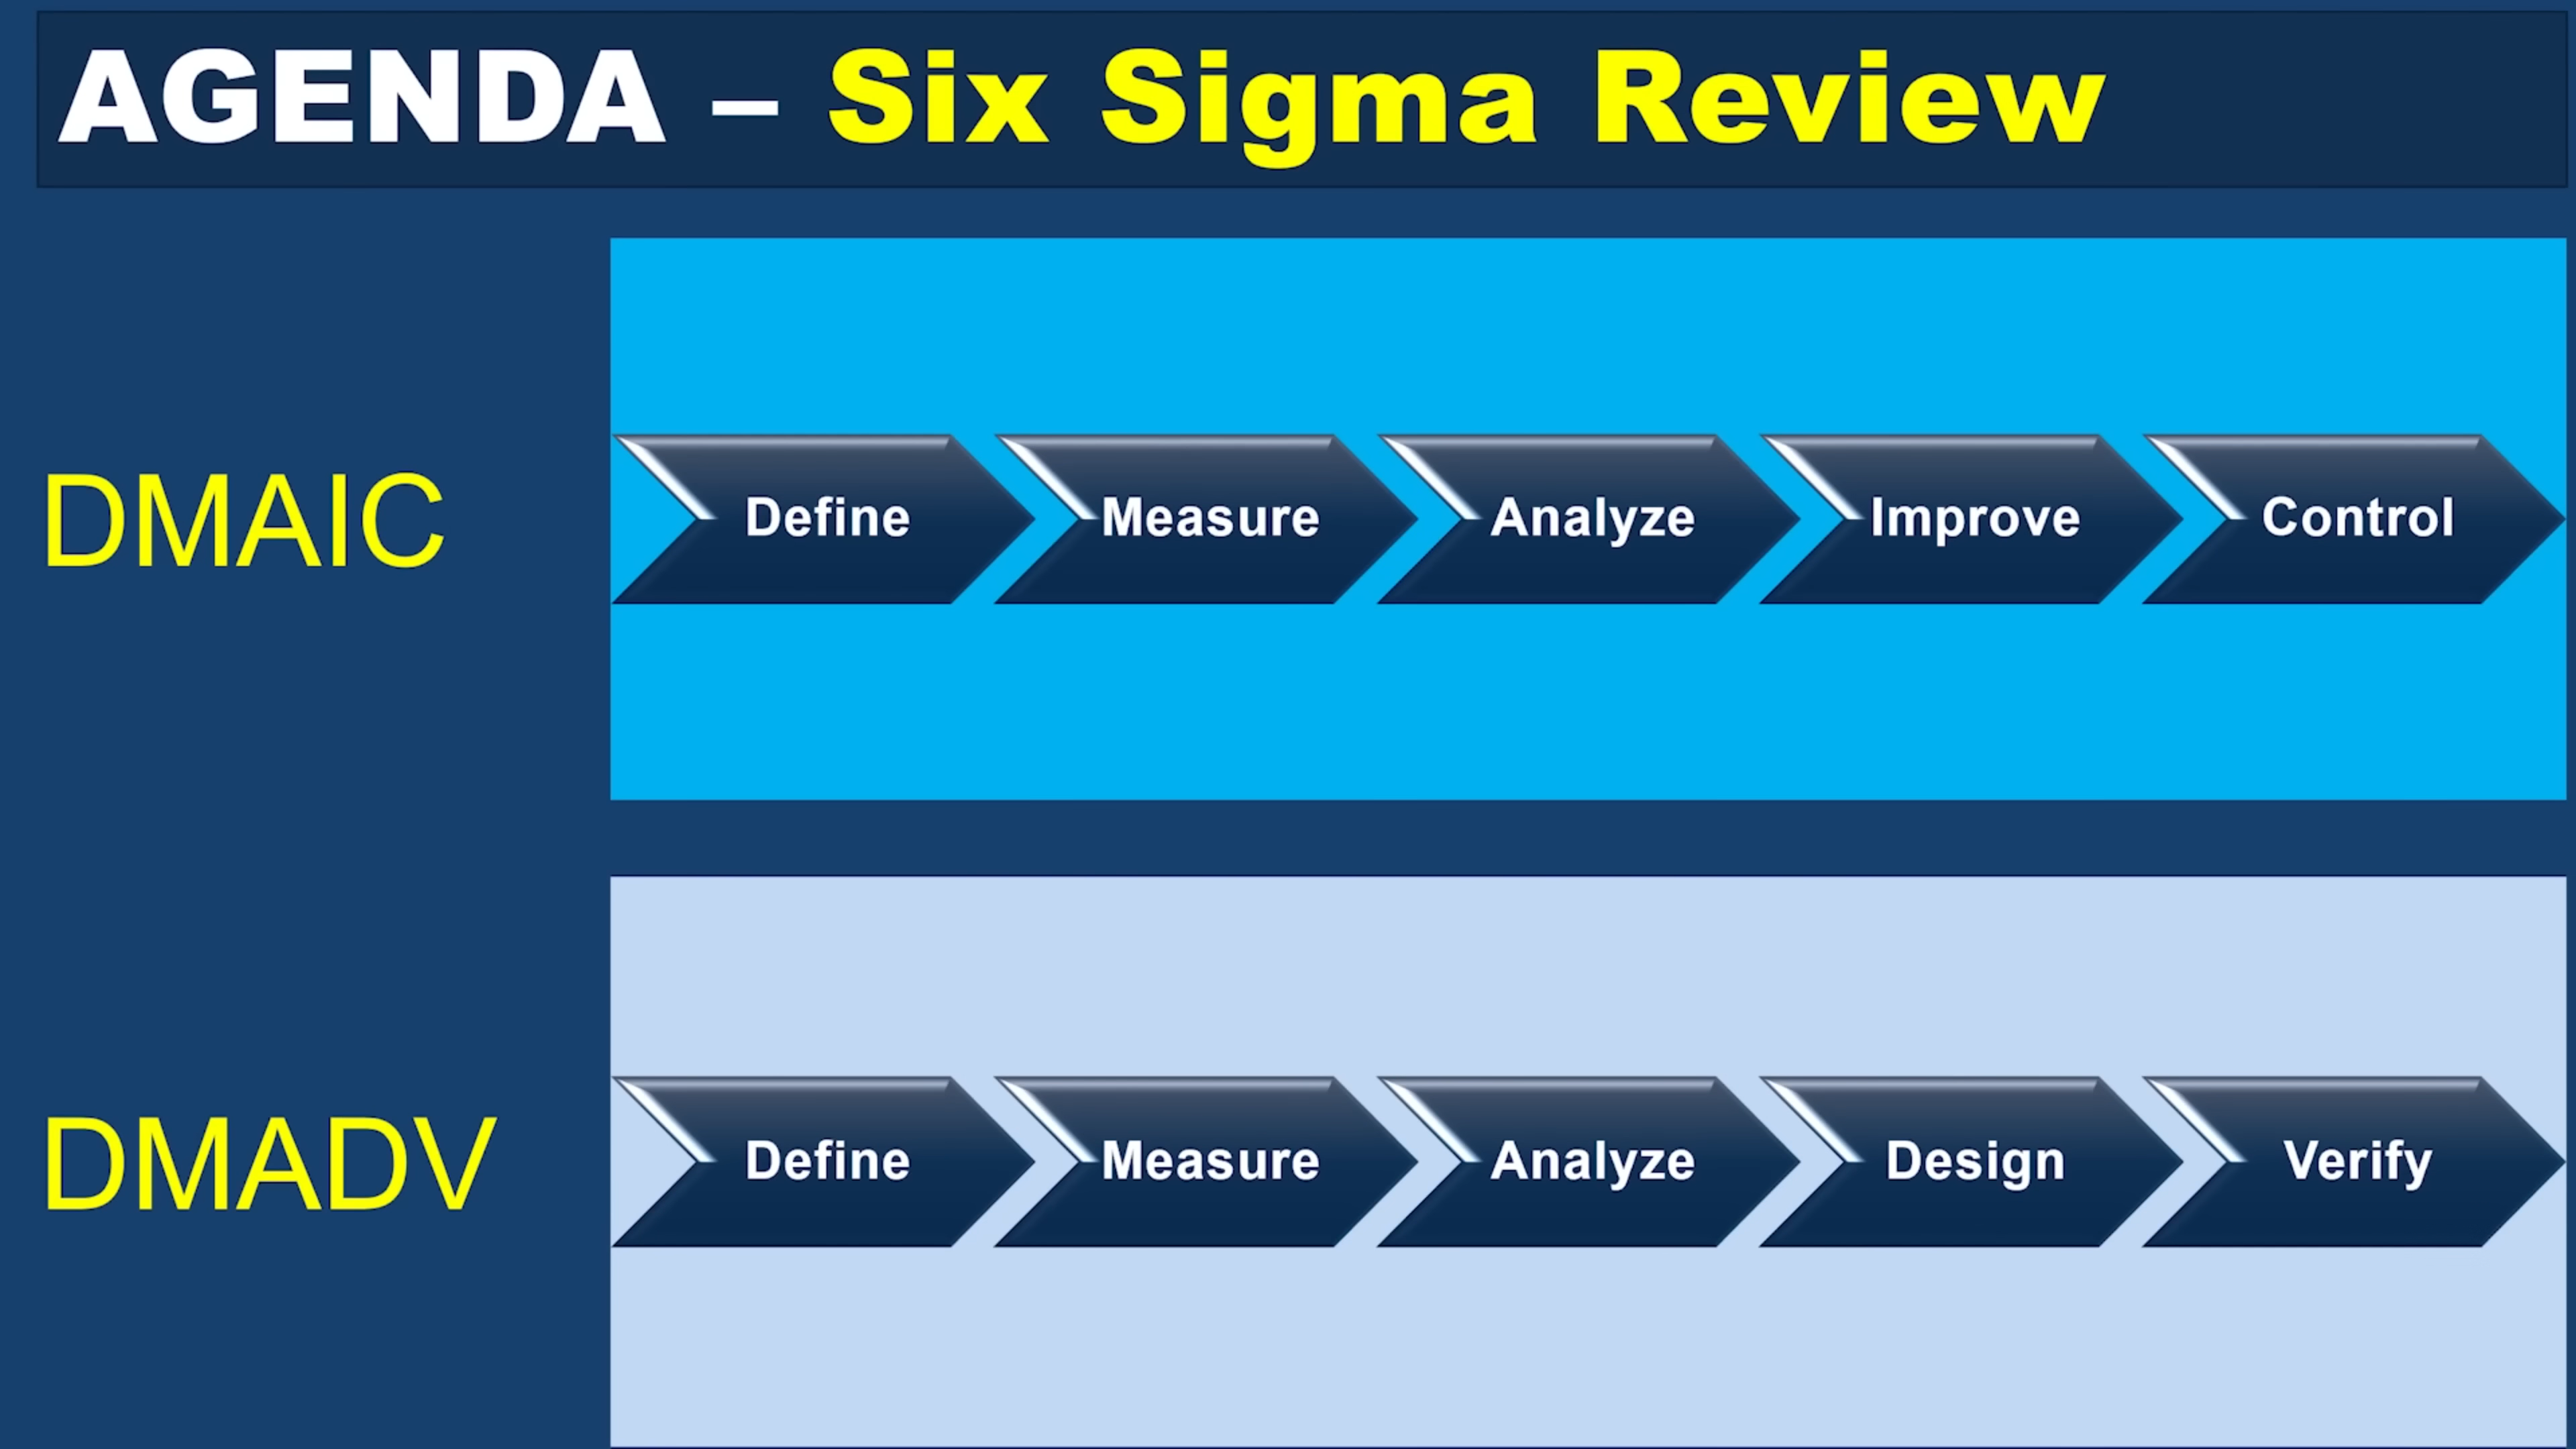 AGENDA – Six Sigma Review
DMAIC
Define Measure Analyze Improve Control
DMADV
Define Measure Analyze Design Verify